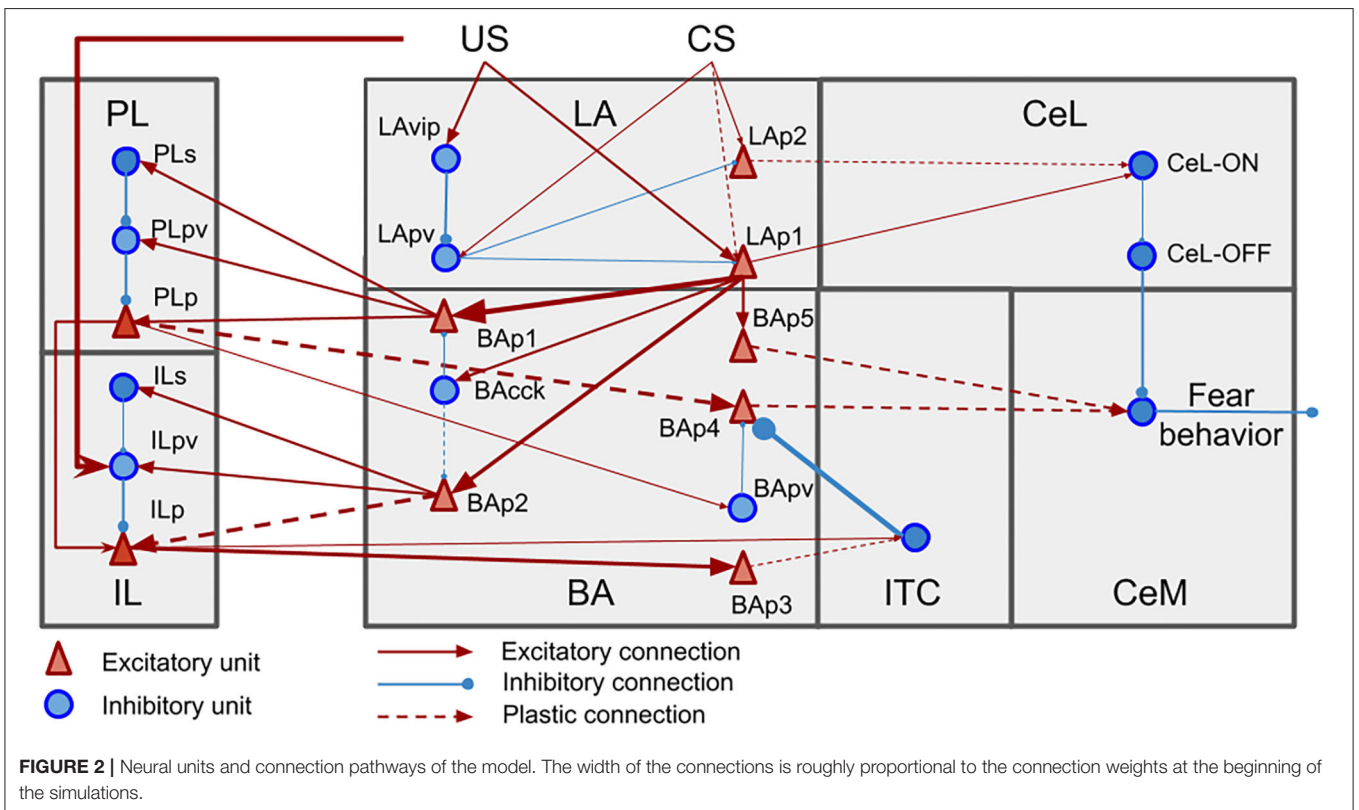 US
CS
PL
LA
CeL
LAvip
LAp2
PLs
CeL-ON
PLpv
LApv
LAp1
CeL-OFF
PLp
BAp1
BAp5
ILs
BAcck
Fear
behavior
BAp4
ILpv
BAp2
BApv
ILp
IL
BA
BAp3
ITC
CeM
Excitatory unit
Inhibitory unit
Excitatory connection
Inhibitory connection
Plastic connection
FIGURE 2 | Neural units and connection pathways of the model. The width of the connections is roughly proportional to the connection weights at the beginning of
the simulations.